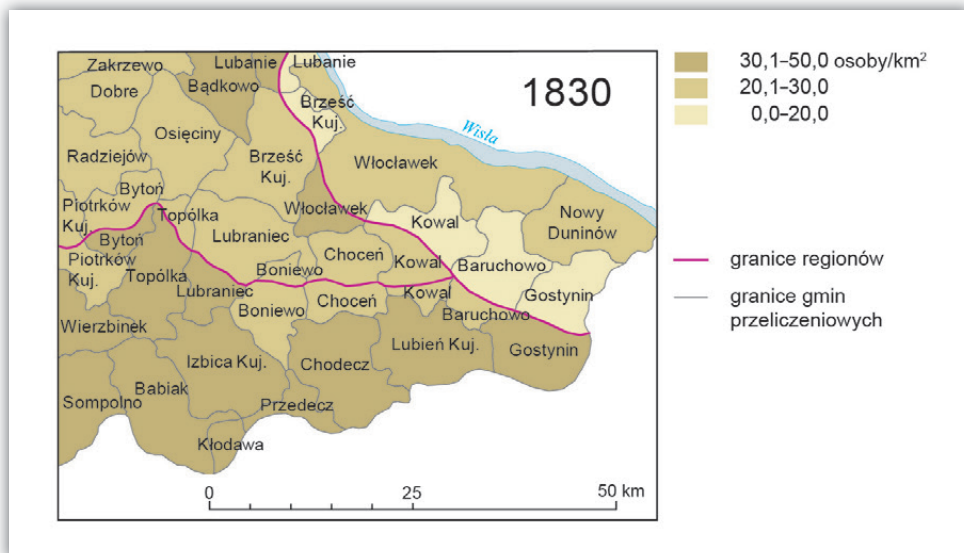 Zakrzewo
Lubanie
Lubanie
Dobre
Bądkowo
1830
Brześć
Kuj.
Wisła
Osięciny
Radziejów
Brześć
Kuj.
Włocławek
Bytoń
Piotrków
Kuj.
Topólka
Włocławek
Kowal
Nowy
Duninów
Bytoń
Lubraniec
Choceń
Piotrków
Kuj.
Topólka
Boniewo
Kowal
Baruchowo
Lubraniec
Kowal
Gostynin
Boniewo
Choceń
Baruchowo
Wierzbinek
Lubień Kuj.
Gostynin
Izbica Kuj.
Chodecz
Babiak
Sompolno
Przedecz
Kłodawa
0 25 50 km
30,1–50,0 osoby/km²
20,1–30,0
0,0–20,0
granice regionów
granice gmin
przeliczeniowych